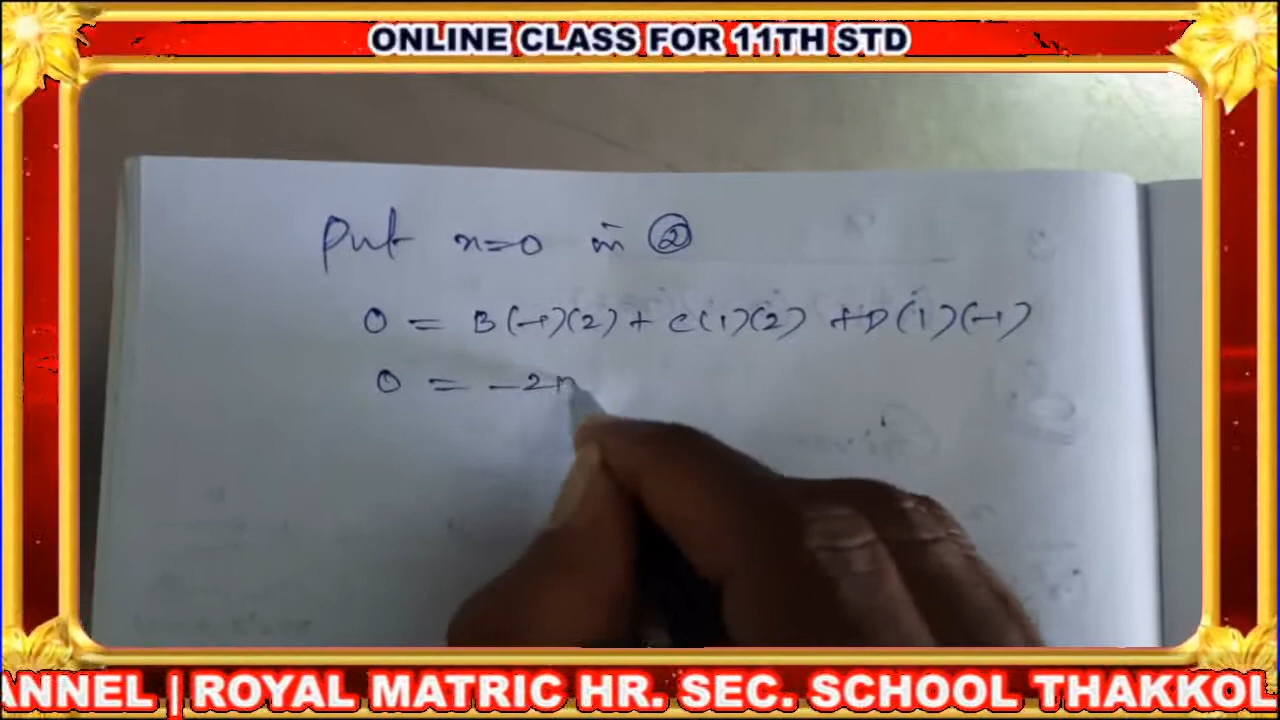 ONLINE CLASS FOR 11TH STD
Put x=0 in ②
0 = B(-1)(2) + C(1)(2) + D(1)(-1)
0 = -2
ANNEL | ROYAL MATRIC HR. SEC. SCHOOL THAKKOL